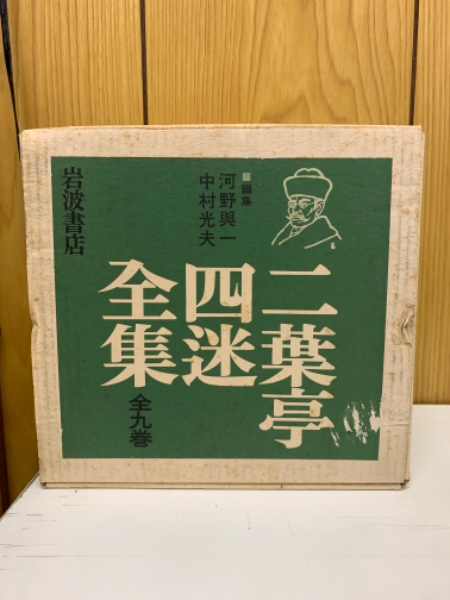 二葉亭
四迷
全集
全九巻
■編集
河野與一
中村光夫
岩波書店